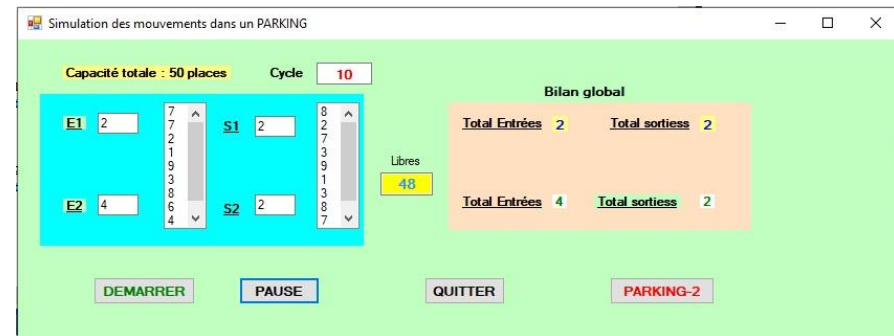 Simulation des mouvements dans un PARKING
Capacité totale : 50 places Cycle 10
Bilan global
E1 2
7
7
2
1
9
3
8
6
4
S1 2
8
2
7
3
9
1
3
8
7
E2 4
S2 2
Libres
48
Total Entrées 2 Total sortiess 2
Total Entrées 4 Total sortiess 2
DEMARRER PAUSE QUITTER PARKING-2